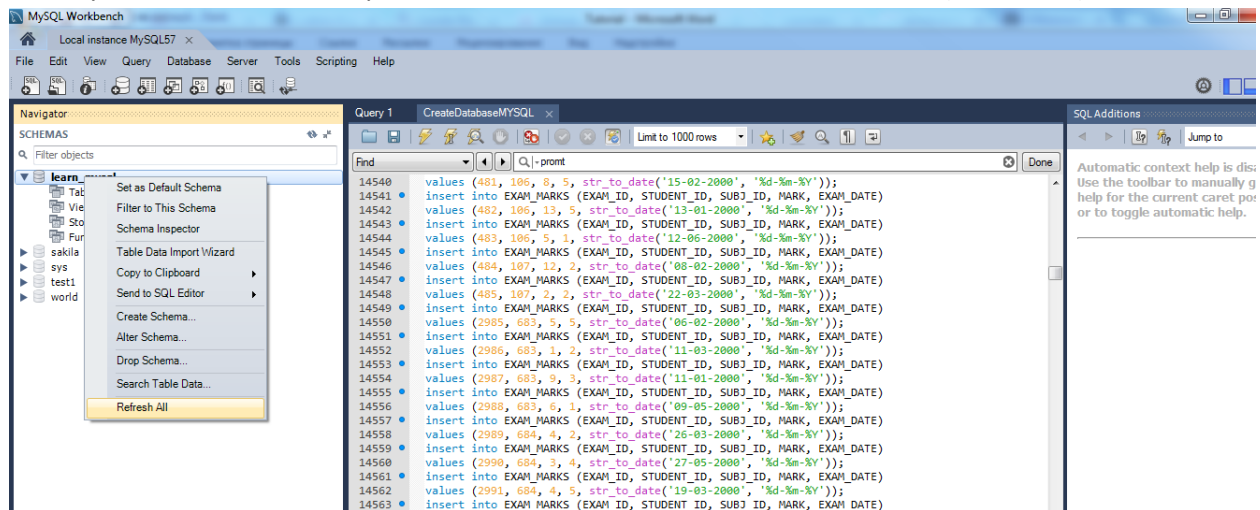 MySQL Workbench
Local instance MySQL57
File Edit View Query Database Server Tools Scripting Help
Navigator
SCHEMAS
Filter objects
learn_mysql
Tab
Vie
Sto
Fun
sakila
sys
test1
world
Set as Default Schema
Filter to This Schema
Schema Inspector
Table Data Import Wizard
Copy to Clipboard
Send to SQL Editor
Create Schema...
Alter Schema...
Drop Schema...
Search Table Data...
Refresh All
Query 1 CreateDatabaseMYSQL
Limit to 1000 rows
Find promt Done
14540 values (481, 106, 8, 5, str_to_date('15-02-2000', '%d-%m-%Y'));
14541 insert into EXAM_MARKS (EXAM_ID, STUDENT_ID, SUBJ_ID, MARK, EXAM_DATE)
14542 values (482, 106, 13, 5, str_to_date('13-01-2000', '%d-%m-%Y'));
14543 insert into EXAM_MARKS (EXAM_ID, STUDENT_ID, SUBJ_ID, MARK, EXAM_DATE)
14544 values (483, 106, 5, 1, str_to_date('12-06-2000', '%d-%m-%Y'));
14545 insert into EXAM_MARKS (EXAM_ID, STUDENT_ID, SUBJ_ID, MARK, EXAM_DATE)
14546 values (484, 107, 12, 2, str_to_date('08-02-2000', '%d-%m-%Y'));
14547 insert into EXAM_MARKS (EXAM_ID, STUDENT_ID, SUBJ_ID, MARK, EXAM_DATE)
14548 values (485, 107, 2, 2, str_to_date('22-03-2000', '%d-%m-%Y'));
14549 insert into EXAM_MARKS (EXAM_ID, STUDENT_ID, SUBJ_ID, MARK, EXAM_DATE)
14550 values (2985, 683, 5, 5, str_to_date('06-02-2000', '%d-%m-%Y'));
14551 insert into EXAM_MARKS (EXAM_ID, STUDENT_ID, SUBJ_ID, MARK, EXAM_DATE)
14552 values (2986, 683, 1, 2, str_to_date('11-03-2000', '%d-%m-%Y'));
14553 insert into EXAM_MARKS (EXAM_ID, STUDENT_ID, SUBJ_ID, MARK, EXAM_DATE)
14554 values (2987, 683, 9, 3, str_to_date('11-01-2000', '%d-%m-%Y'));
14555 insert into EXAM_MARKS (EXAM_ID, STUDENT_ID, SUBJ_ID, MARK, EXAM_DATE)
14556 values (2988, 683, 6, 1, str_to_date('09-05-2000', '%d-%m-%Y'));
14557 insert into EXAM_MARKS (EXAM_ID, STUDENT_ID, SUBJ_ID, MARK, EXAM_DATE)
14558 values (2989, 684, 4, 2, str_to_date('26-03-2000', '%d-%m-%Y'));
14559 insert into EXAM_MARKS (EXAM_ID, STUDENT_ID, SUBJ_ID, MARK, EXAM_DATE)
14560 values (2990, 684, 3, 4, str_to_date('27-05-2000', '%d-%m-%Y'));
14561 insert into EXAM_MARKS (EXAM_ID, STUDENT_ID, SUBJ_ID, MARK, EXAM_DATE)
14562 values (2991, 684, 4, 5, str_to_date('19-03-2000', '%d-%m-%Y'));
14563 insert into EXAM_MARKS (EXAM_ID, STUDENT_ID, SUBJ_ID, MARK, EXAM_DATE)
SQL Additions
Jump to
Automatic context help is disa
Use the toolbar to manually g
help for the current caret pos
or to toggle automatic help.